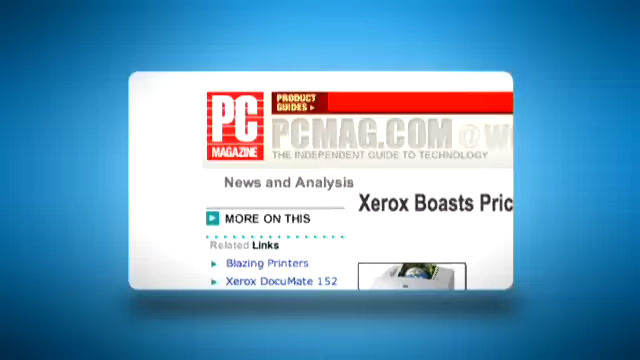 PC
MAGAZINE
PRODUCT
GUIDES
PCMAG.COM @W
THE INDEPENDENT GUIDE TO TECHNOLOGY
News and Analysis
MORE ON THIS
Related Links
Blazing Printers
Xerox DocuMate 152
Xerox Boasts Pric